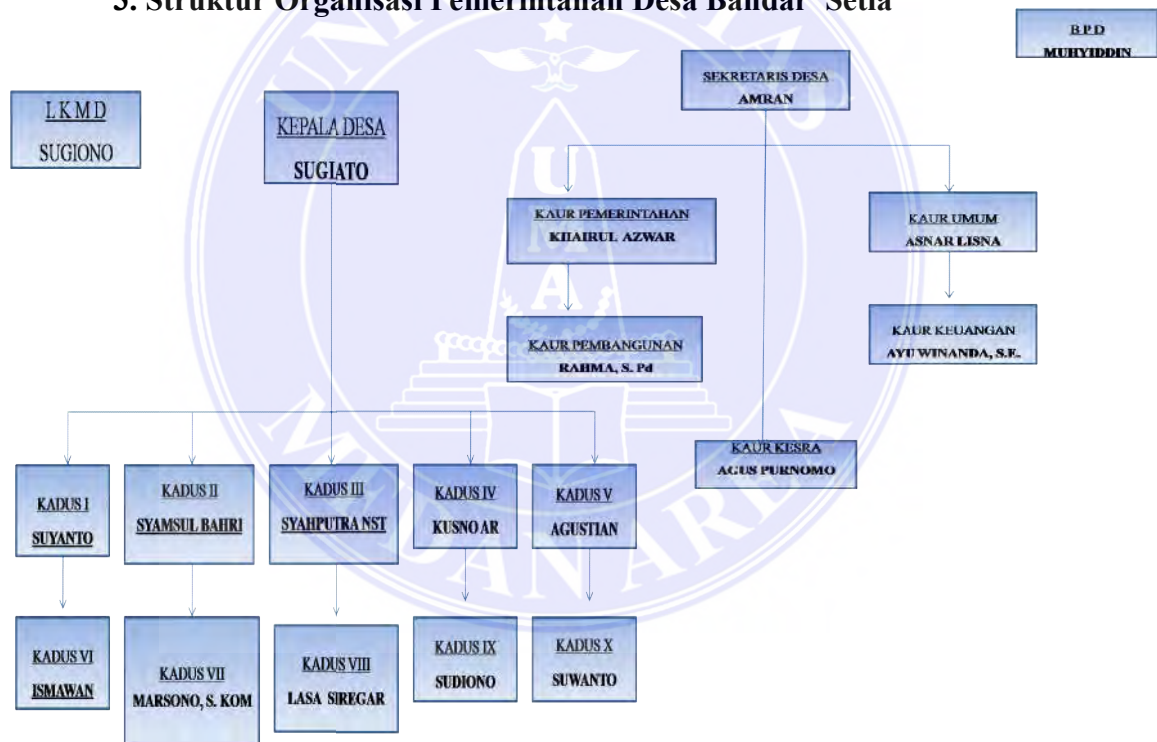 3. Struktur Organisasi Pemerintahan Desa Bandar Setia
B P D
MUHYIDDIN
SEKRETARIS DESA
AMRAN
L K M D
SUGIONO
KEPALA DESA
SUGIATO
KAUR PEMERINTAHAN
KHAIRUL AZWAR
KAUR UMUM
ASNAR LISNA
KAUR PEMBANGUNAN
RAHMA, S. Pd
KAUR KEUANGAN
AYU WINANDA, S.E.
KAUR KESRA
AGUS PURNOMO
KADUS I
SUYANTO
KADUS II
SYAMSUL BAHRI
KADUS III
SYAHPUTRA NST
KADUS IV
KUSNO AR
KADUS V
AGUSTIAN
KADUS VI
ISMAWAN
KADUS VII
MARSONO, S. KOM
KADUS VIII
LASA SIREGAR
KADUS IX
SUDIONO
KADUS X
SUWANTO
UMA
MEDAN AREA